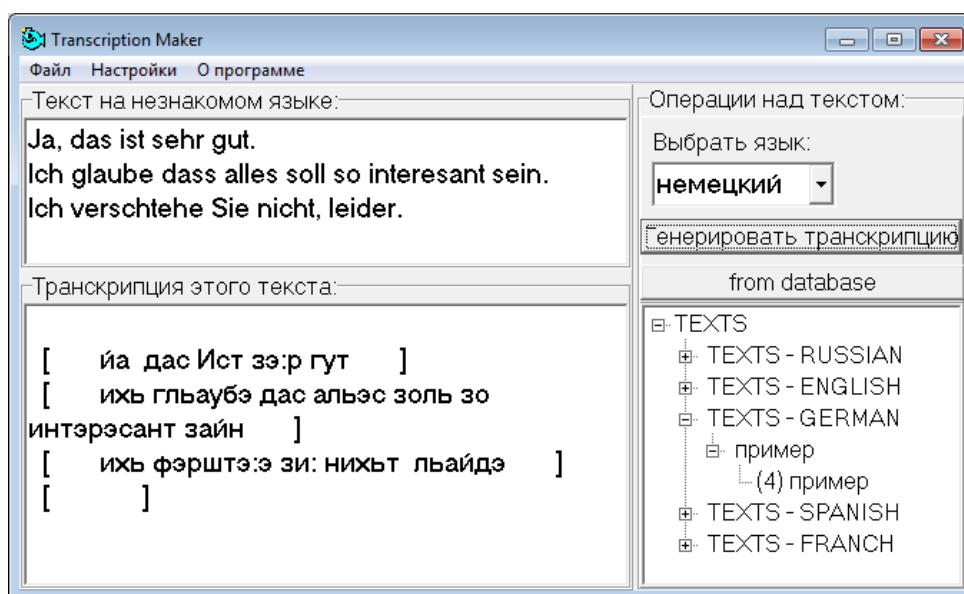 Transcription Maker
Файл Настройки О программе
Текст на незнакомом языке:
Ja, das ist sehr gut.
Ich glaube dass alles soll so interesant sein.
Ich verschtehe Sie nicht, leider.
Транскрипция этого текста:
[ йа дас Ист зэ:р гут ]
[ ихь гльаубэ дас альэс золь зо
интэрэсант зайн ]
[ ихь фэрштэ:э зи: нихьт льайдэ ]
[ ]
Операции над текстом:
Выбрать язык:
немецкий
Генерировать транскрипцию
from database
TEXTS
TEXTS - RUSSIAN
TEXTS - ENGLISH
TEXTS - GERMAN
пример
(4) пример
TEXTS - SPANISH
TEXTS - FRANCH